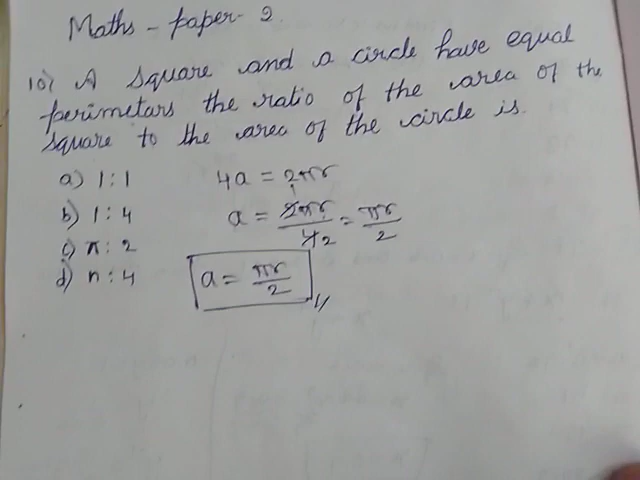 Maths - paper - 2
10) A square and a circle have equal
perimetars the ratio of the area of the
square to the area of the circle is.
a) 1:1
b) 1:4
c) π:2
d) n:4
4a = 2πr
a = 2πr/42 = πr/2
a = πr/2 //